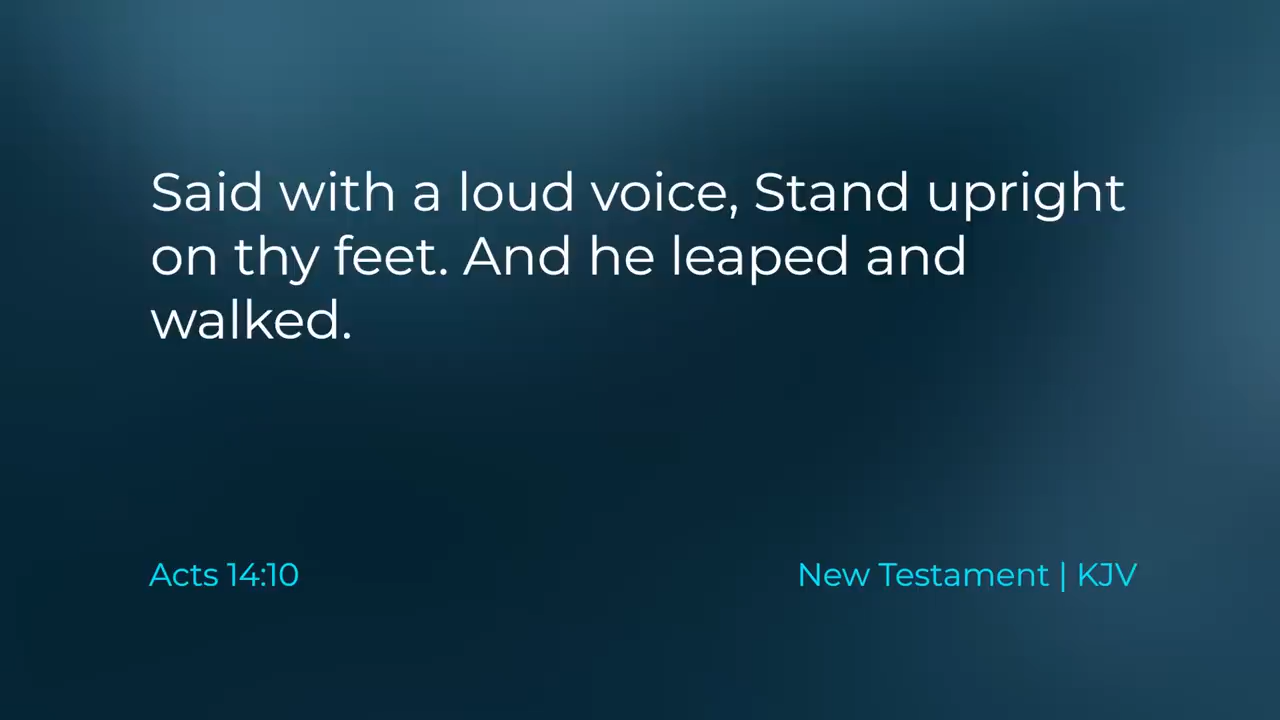 Said with a loud voice, Stand upright
on thy feet. And he leaped and
walked.
Acts 14:10
New Testament | KJV